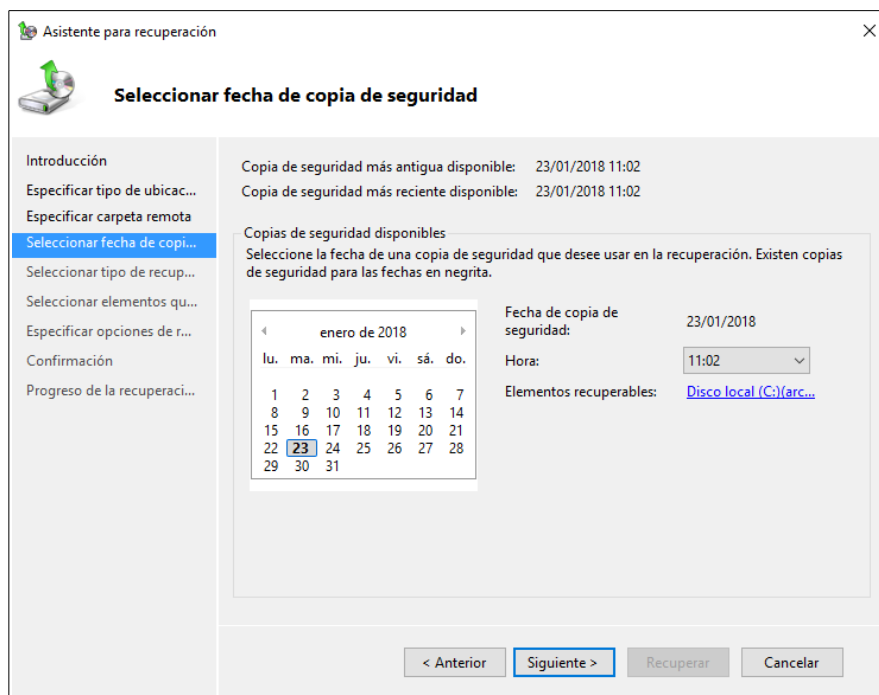 Asistente para recuperación
Seleccionar fecha de copia de seguridad
Introducción
Especificar tipo de ubicac...
Especificar carpeta remota
Seleccionar fecha de copi...
Seleccionar tipo de recup...
Seleccionar elementos qu...
Especificar opciones de r...
Confirmación
Progreso de la recuperaci...
Copia de seguridad más antigua disponible: 23/01/2018 11:02
Copia de seguridad más reciente disponible: 23/01/2018 11:02
Copias de seguridad disponibles
Seleccione la fecha de una copia de seguridad que desee usar en la recuperación. Existen copias
de seguridad para las fechas en negrita.
enero de 2018
lu. ma. mi. ju. vi. sá. do.
1 2 3 4 5 6 7
8 9 10 11 12 13 14
15 16 17 18 19 20 21
22 23 24 25 26 27 28
29 30 31
Fecha de copia de
seguridad: 23/01/2018
Hora: 11:02
Elementos recuperables: Disco local (C:)(arc...
< Anterior Siguiente > Recuperar Cancelar